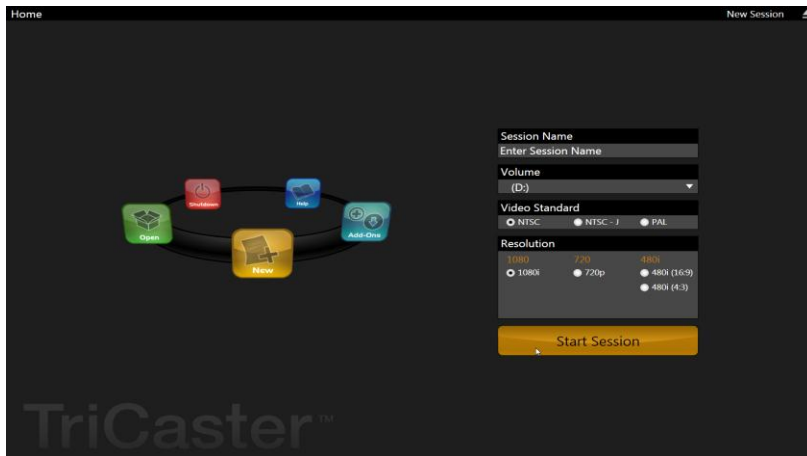 Home
New Session
Shutdown
Help
Open
Add-Ons
New
Session Name
Enter Session Name
Volume
(D:)
Video Standard
NTSC NTSC - J PAL
Resolution
1080 720 480i
1080i 720p 480i (16:9)
480i (4:3)
Start Session
TriCaster™